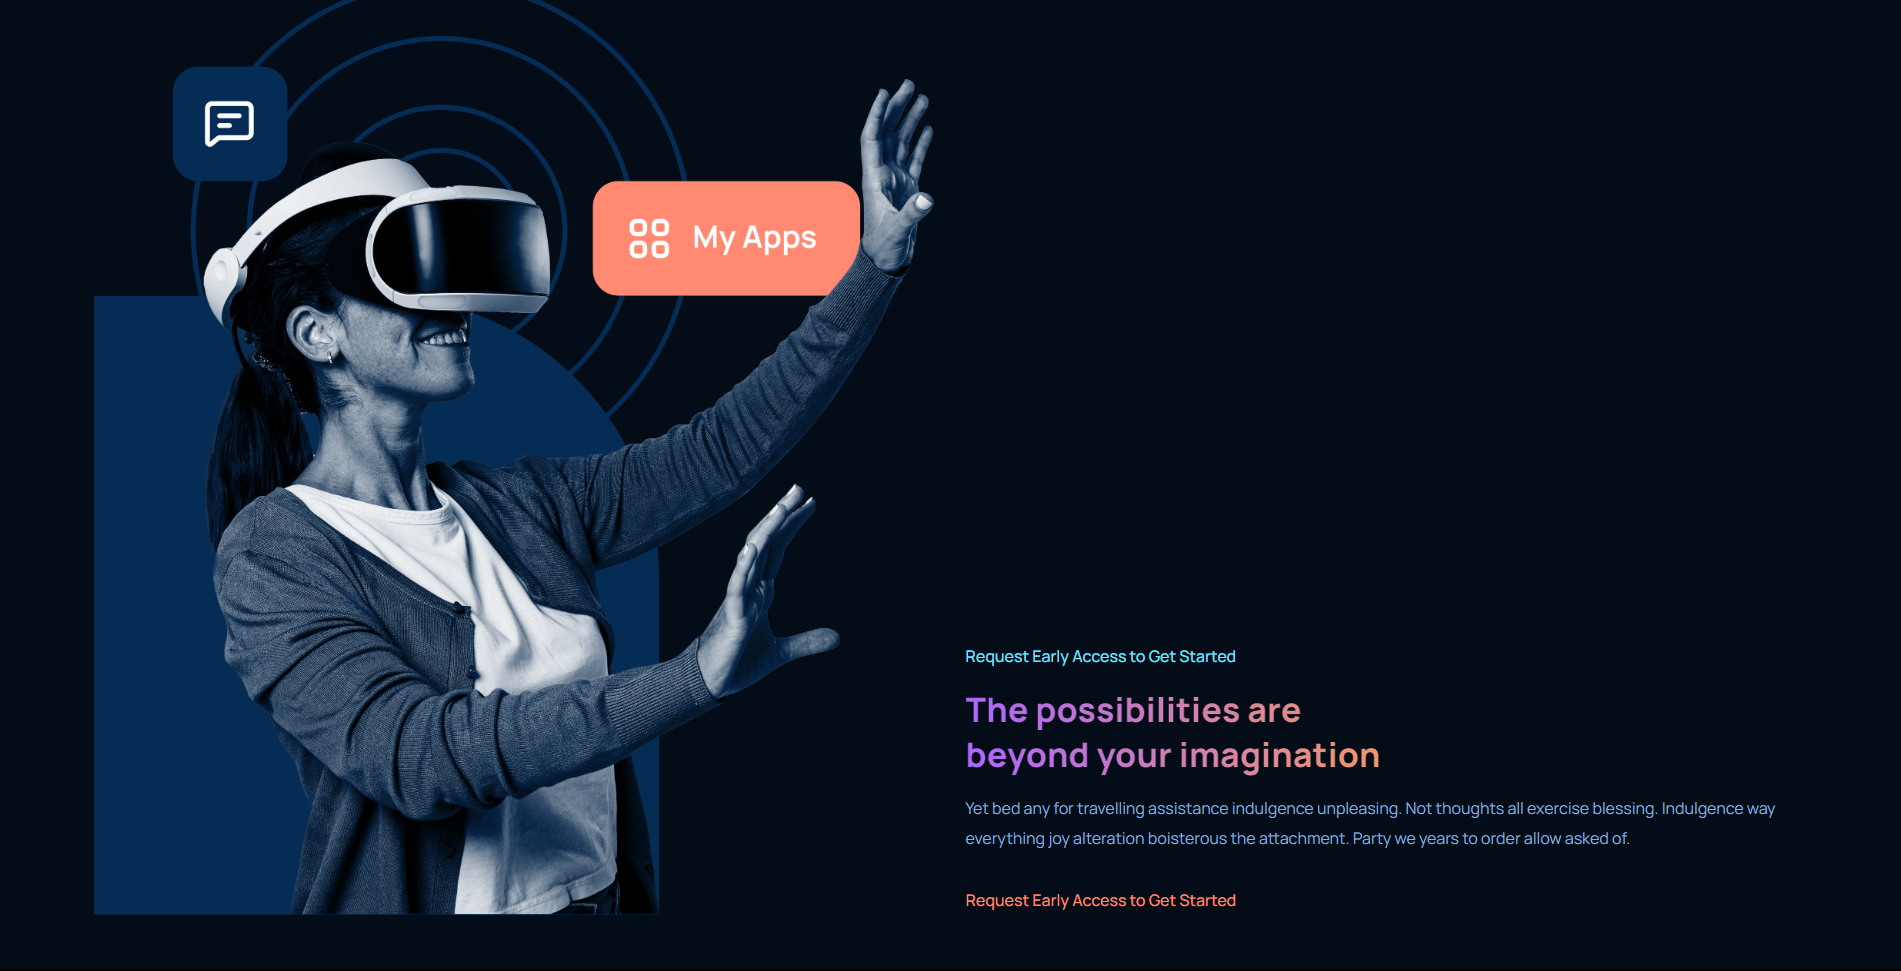 My Apps
Request Early Access to Get Started
The possibilities are
beyond your imagination
Yet bed any for travelling assistance indulgence unpleasing. Not thoughts all exercise blessing. Indulgence way
everything joy alteration boisterous the attachment. Party we years to order allow asked of.
Request Early Access to Get Started